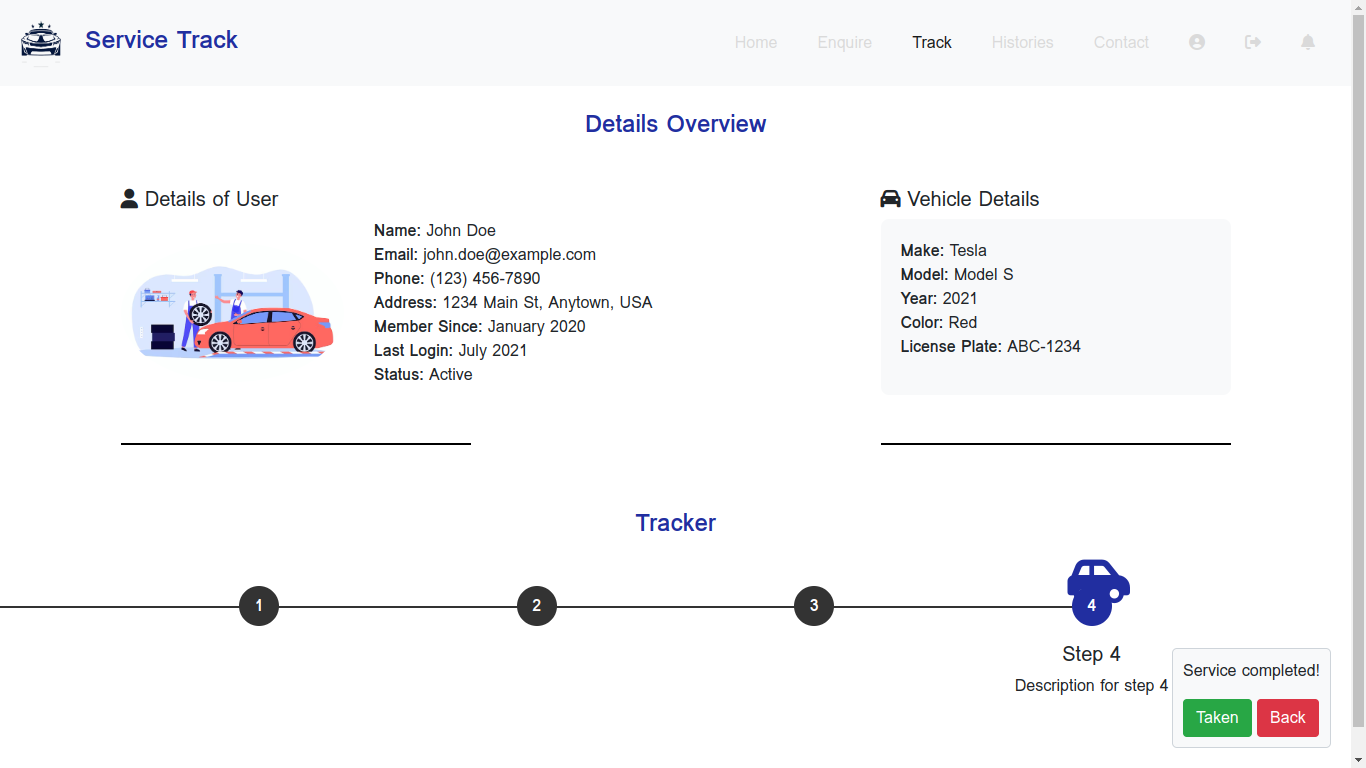 Service Track
Home Enquire Track Histories Contact
Details Overview
Details of User
Name: John Doe
Email: john.doe@example.com
Phone: (123) 456-7890
Address: 1234 Main St, Anytown, USA
Member Since: January 2020
Last Login: July 2021
Status: Active
Vehicle Details
Make: Tesla
Model: Model S
Year: 2021
Color: Red
License Plate: ABC-1234
Tracker
1 2 3 4
Step 4
Description for step 4
Service completed!
Taken Back